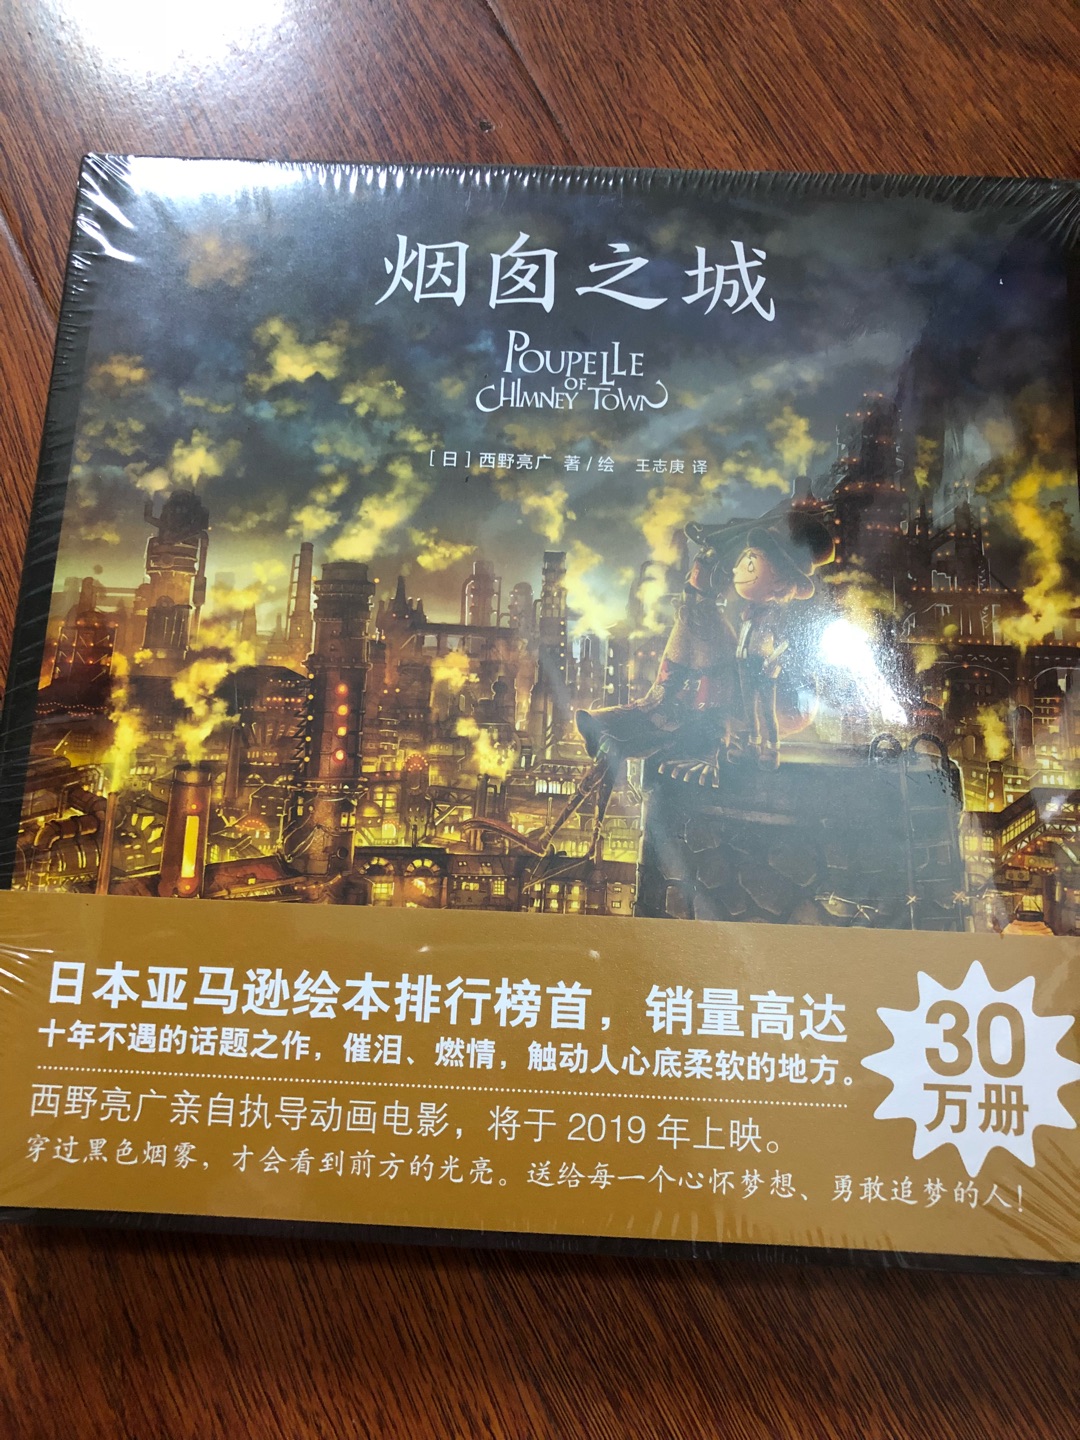 烟囱之城
POUPELLE
OF
CHIMNEY TOWN
［日］西野亮广 著/绘 王志庚 译
日本亚马逊绘本排行榜首，销量高达
30
万册
十年不遇的话题之作，催泪、燃情，触动人心底柔软的地方。
西野亮广亲自执导动画电影，将于 2019 年上映。
穿过黑色烟雾，才会看到前方的光亮。送给每一个心怀梦想、勇敢追梦的人！